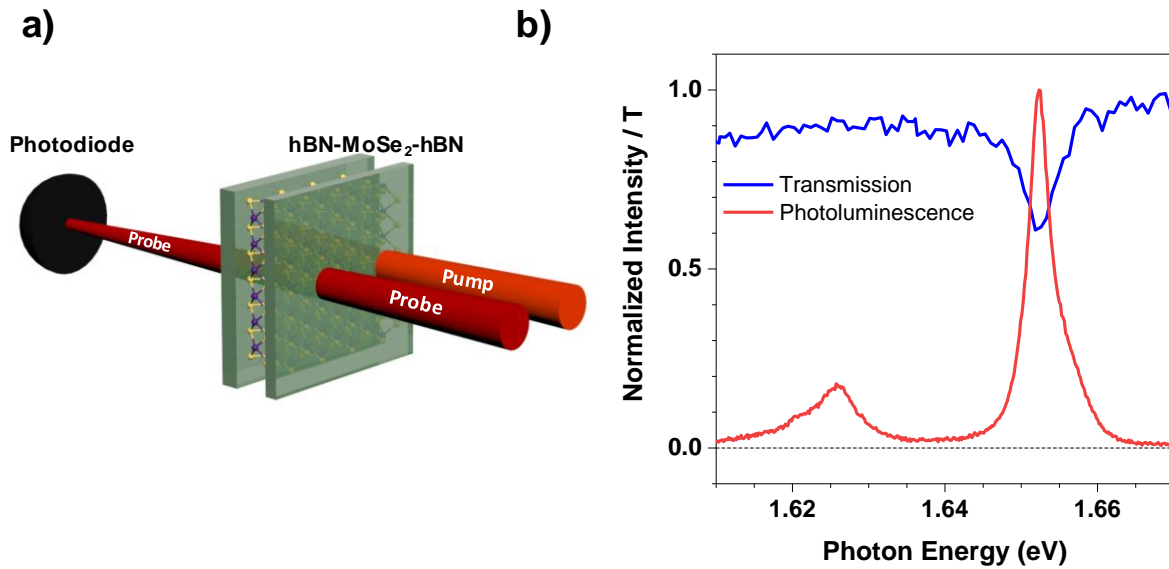 a)
Photodiode
hBN-MoSe₂-hBN
Probe
Pump
Probe
b)
Normalized Intensity / T
1.0
0.5
0.0
Transmission
Photoluminescence
1.62
1.64
1.66
Photon Energy (eV)